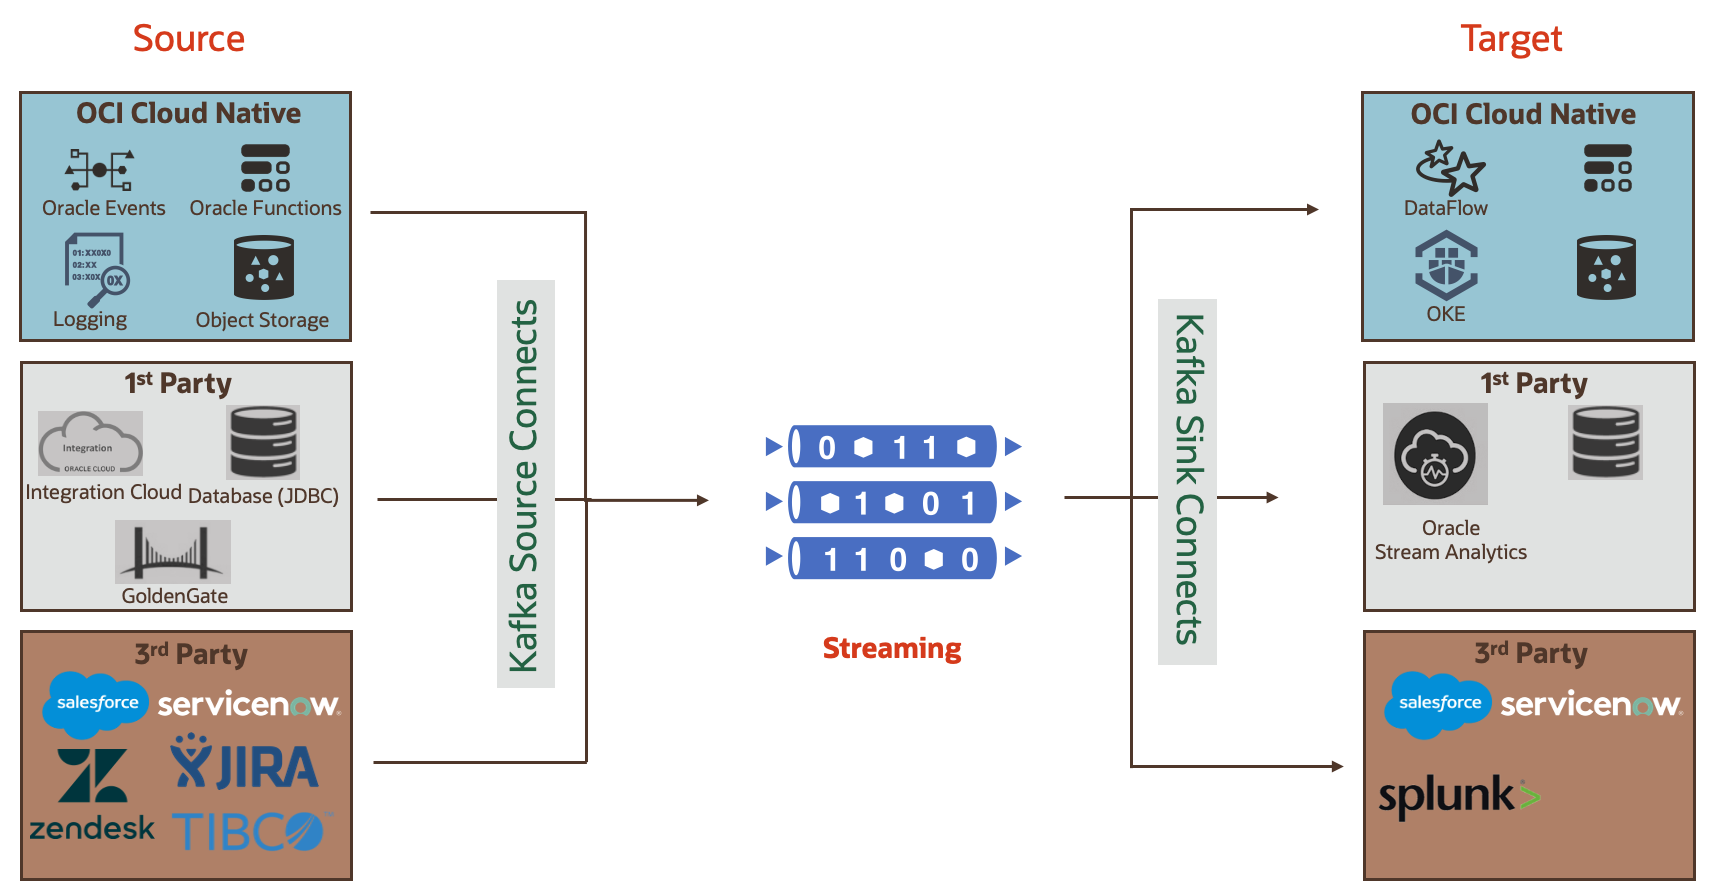 Source
Target
OCI Cloud Native
Oracle Events
Oracle Functions
01:XX0X0
02:XX
03:X0X
0X
Logging
Object Storage
1st Party
Integration
ORACLE CLOUD
Integration Cloud
Database (JDBC)
GoldenGate
3rd Party
salesforce
servicenow®
zendesk
JIRA
TIBCO™
Kafka Source Connects
0 11
1 0 1
1 1 0 0
Streaming
Kafka Sink Connects
OCI Cloud Native
DataFlow
OKE
1st Party
Oracle
Stream Analytics
3rd Party
salesforce
servicenow®
splunk>